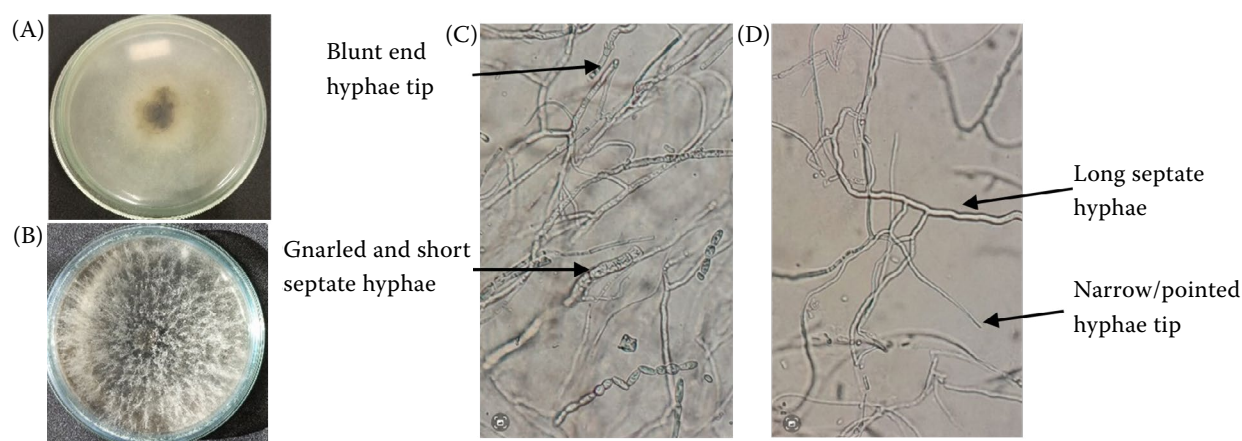 (A)
(B)
Blunt end
hyphae tip
Gnarled and short
septate hyphae
(C)
(D)
Long septate
hyphae
Narrow/pointed
hyphae tip